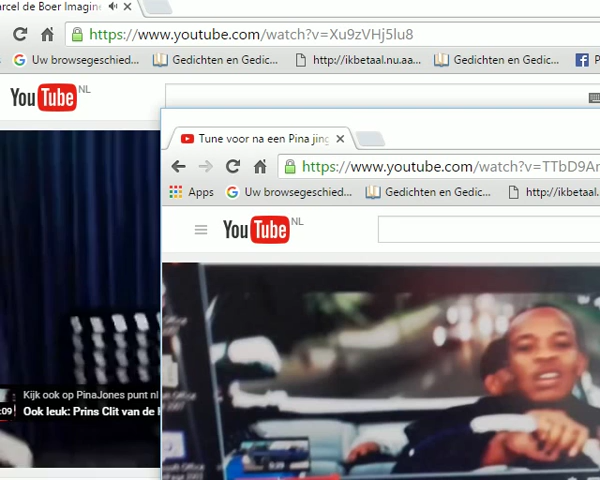 arcel de Boer Imagin
https://www.youtube.com/watch?v=Xu9zVHj5lu8
Uw browsegeschied... Gedichten en Gedic... http://ikbetaal.nu.aa... Gedichten en Gedic... P
YouTube NL
Tune voor na een Pina jing
https://www.youtube.com/watch?v=TTbD9Ar
Apps Uw browsegeschied... Gedichten en Gedic... http://ikbetaal.
YouTube NL
Kijk ook op PinaJones punt nl
:09 Ook leuk: Prins Clit van de